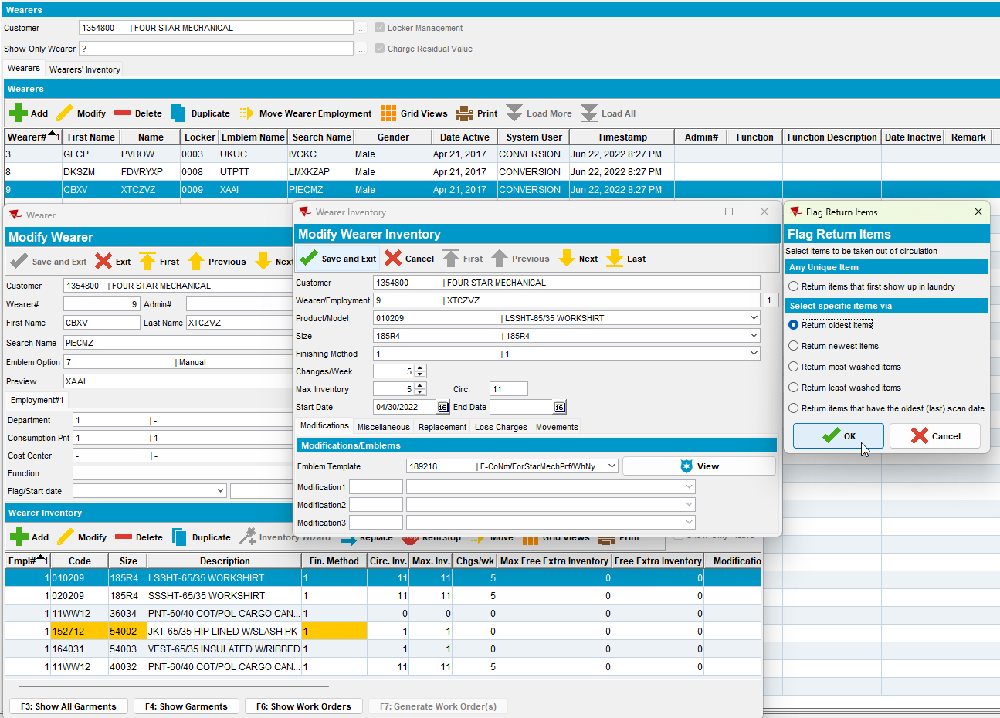 Wearers
Customer 1354800 | FOUR STAR MECHANICAL ... Locker Management
Show Only Wearer ? ... Charge Residual Value
Wearers Wearers' Inventory
Wearers
Add Modify Delete Duplicate Move Wearer Employment Grid Views Print Load More Load All
Wearer# 1 First Name Name Locker Emblem Name Search Name Gender Date Active System User Timestamp Admin# Function Function Description Date Inactive Remark
3 GLCP PVBOW 0003 UKUC IVCKC Male Apr 21, 2017 CONVERSION Jun 22, 2022 8:27 PM
8 DKSZM FDVRYXP 0008 UTPTT LMXKZAP Male Apr 21, 2017 CONVERSION Jun 22, 2022 8:27 PM
9 CBXV XTCZVZ 0009 XAAI PIECMZ Male Apr 21, 2017 CONVERSION Jun 22, 2022 8:27 PM
Wearer
Modify Wearer
Save and Exit Exit First Previous Next
Customer 1354800 | FOUR STAR MECHANICAL
Wearer# 9 Admin#
First Name CBXV Last Name XTCZVZ
Search Name PIECMZ
Emblem Option 7 | Manual
Preview XAAI
Employment#1
Department 1 | -
Consumption Pnt 1 | 1
Cost Center - | -
Function
Flag/Start date
Wearer Inventory
Add Modify Delete Duplicate Inventory Wizard Replace RentStop Move Grid Views Print Show Only Active
Empl# 1 Code Size Description Fin. Method Circ. Inv. Max. Inv. Chgs/wk Max Free Extra Inventory Free Extra Inventory Modificatio
1 010209 185R4 LSSHT-65/35 WORKSHIRT 1 11 11 5 0 0
1 020209 185R4 SSSHT-65/35 WORKSHIRT 1 11 11 5 0 0
1 11WW12 36034 PNT-60/40 COT/POL CARGO CAN... 1 0 0 0 0 0
1 152712 54002 JKT-65/35 HIP LINED W/SLASH PK 1 1 1 0 0 0
1 164031 54003 VEST-65/35 INSULATED W/RIBBED 1 1 1 0 0 0
1 11WW12 40032 PNT-60/40 COT/POL CARGO CAN... 1 11 11 5 0 0
F3: Show All Garments F4: Show Garments F6: Show Work Orders F7: Generate Work Order(s)
Wearer Inventory
Modify Wearer Inventory
Save and Exit Cancel First Previous Next Last
Customer 1354800 | FOUR STAR MECHANICAL
Wearer/Employment 9 | XTCZVZ 1
Product/Model 010209 | LSSHT-65/35 WORKSHIRT
Size 185R4 | 185R4
Finishing Method 1 | 1
Changes/Week 5
Max Inventory 5 Circ. 11
Start Date 04/30/2022 16 End Date 16
Modifications Miscellaneous Replacement Loss Charges Movements
Modifications/Emblems
Emblem Template 189218 | E-CoNm/ForStarMechPrf/WhNy View
Modification1
Modification2
Modification3
Flag Return Items
Flag Return Items
Select items to be taken out of circulation
Any Unique Item
Return items that first show up in laundry
Select specific items via
Return oldest items
Return newest items
Return most washed items
Return least washed items
Return items that have the oldest (last) scan date
OK Cancel